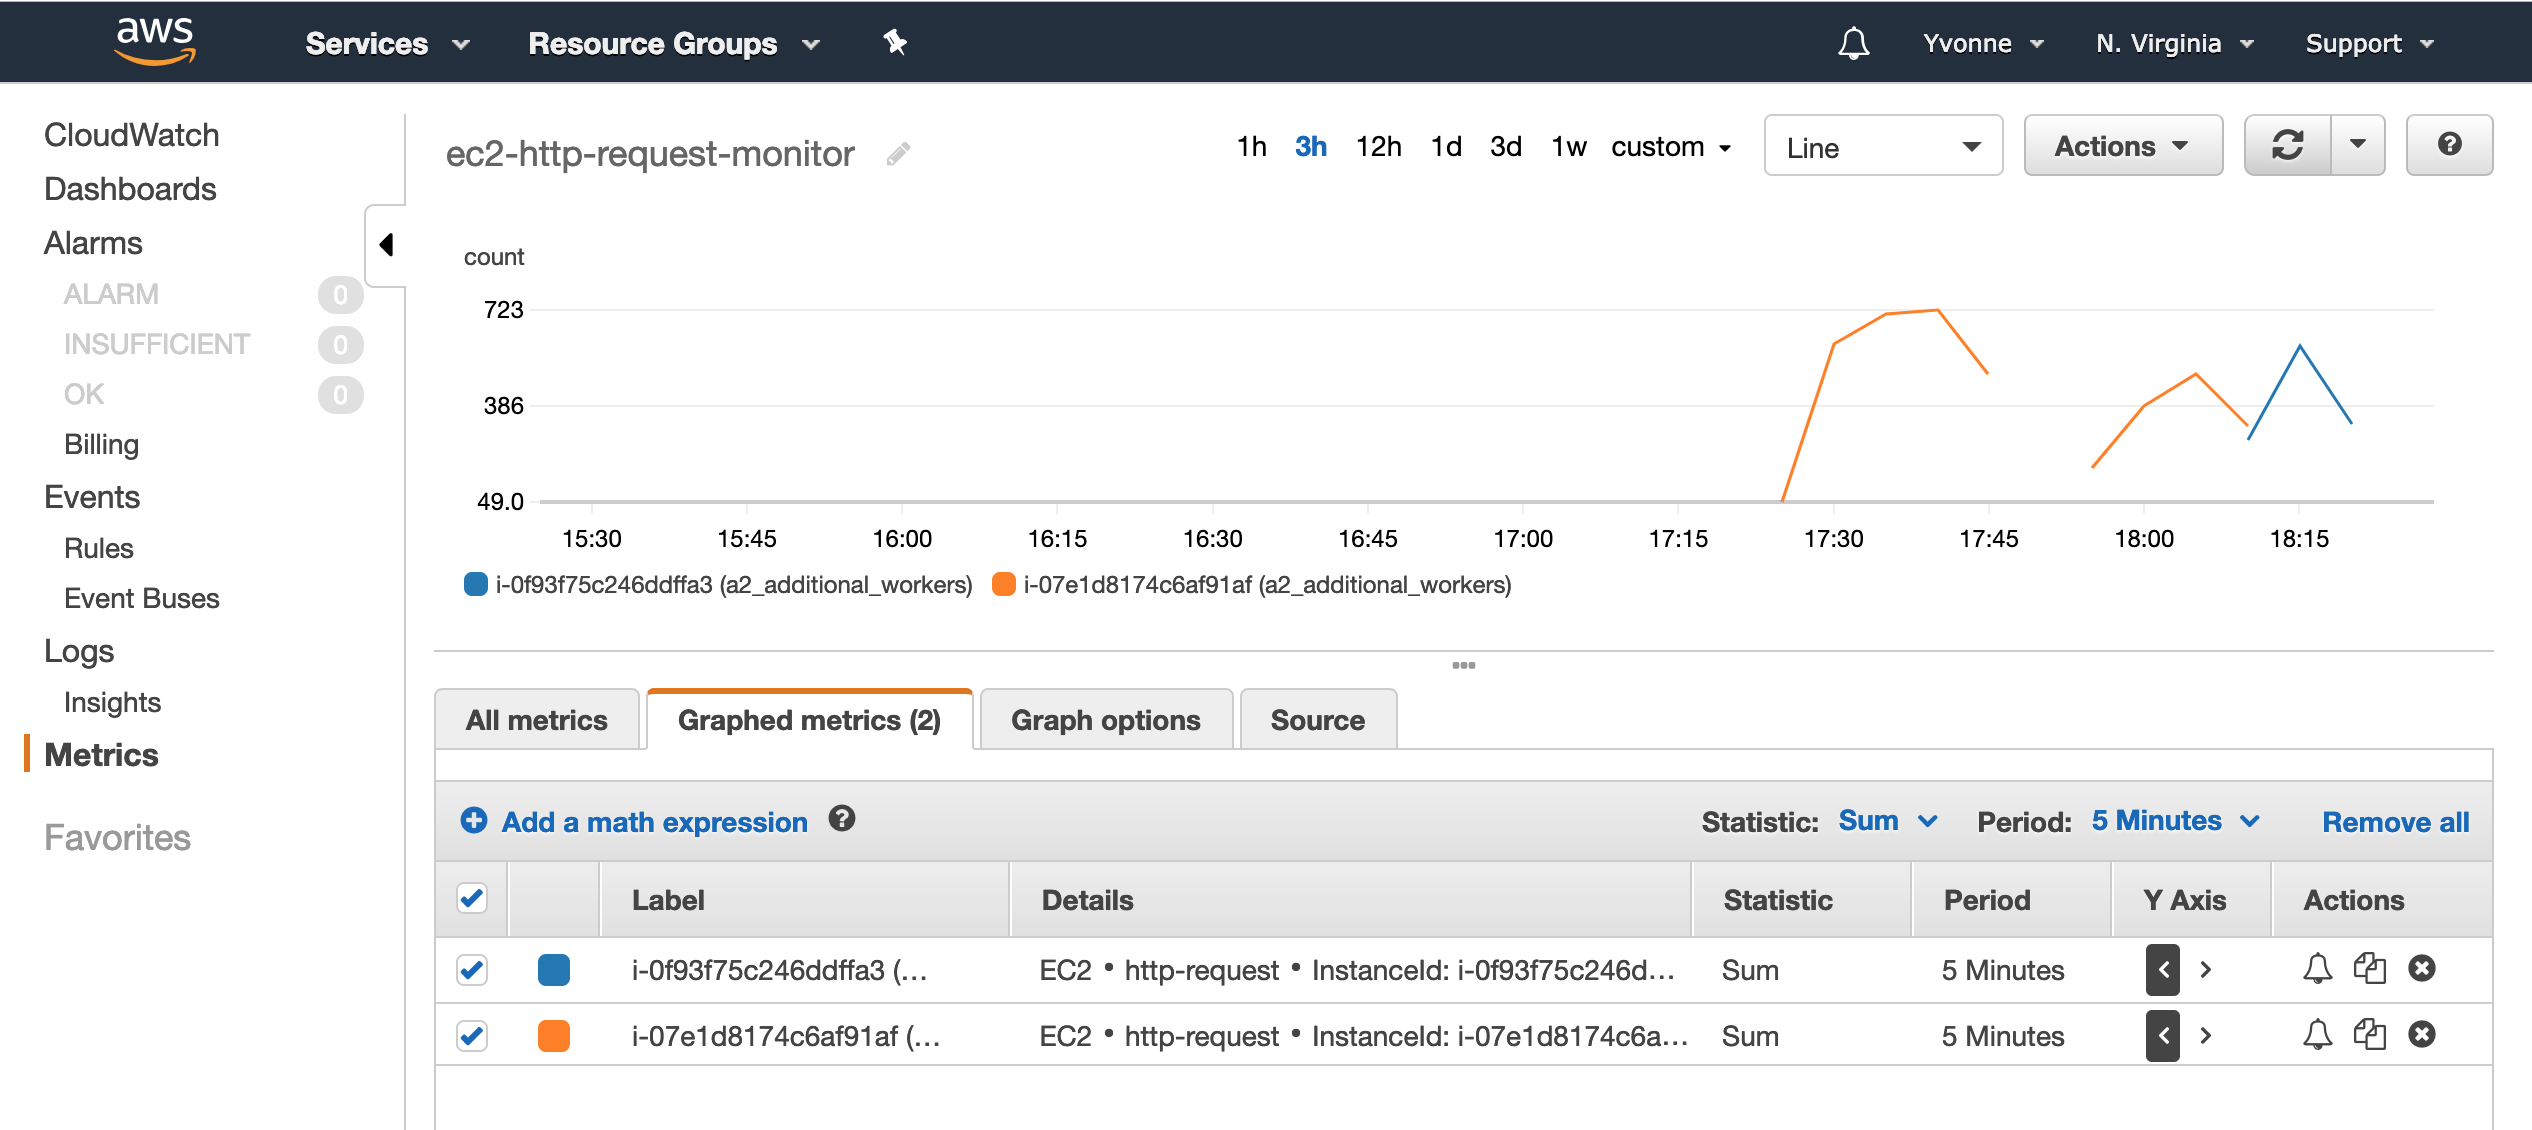 aws Services Resource Groups Yvonne N. Virginia Support
CloudWatch
Dashboards
Alarms
ALARM 0
INSUFFICIENT 0
OK 0
Billing
Events
Rules
Event Buses
Logs
Insights
Metrics
Favorites
ec2-http-request-monitor
1h 3h 12h 1d 3d 1w custom Line Actions
count
723
386
49.0
15:30 15:45 16:00 16:15 16:30 16:45 17:00 17:15 17:30 17:45 18:00 18:15
i-0f93f75c246ddffa3 (a2_additional_workers) i-07e1d8174c6af91af (a2_additional_workers)
All metrics Graphed metrics (2) Graph options Source
Add a math expression Statistic: Sum Period: 5 Minutes Remove all
Label Details Statistic Period Y Axis Actions
i-0f93f75c246ddffa3 (... EC2 • http-request • InstanceId: i-0f93f75c246d... Sum 5 Minutes
i-07e1d8174c6af91af (... EC2 • http-request • InstanceId: i-07e1d8174c6a... Sum 5 Minutes